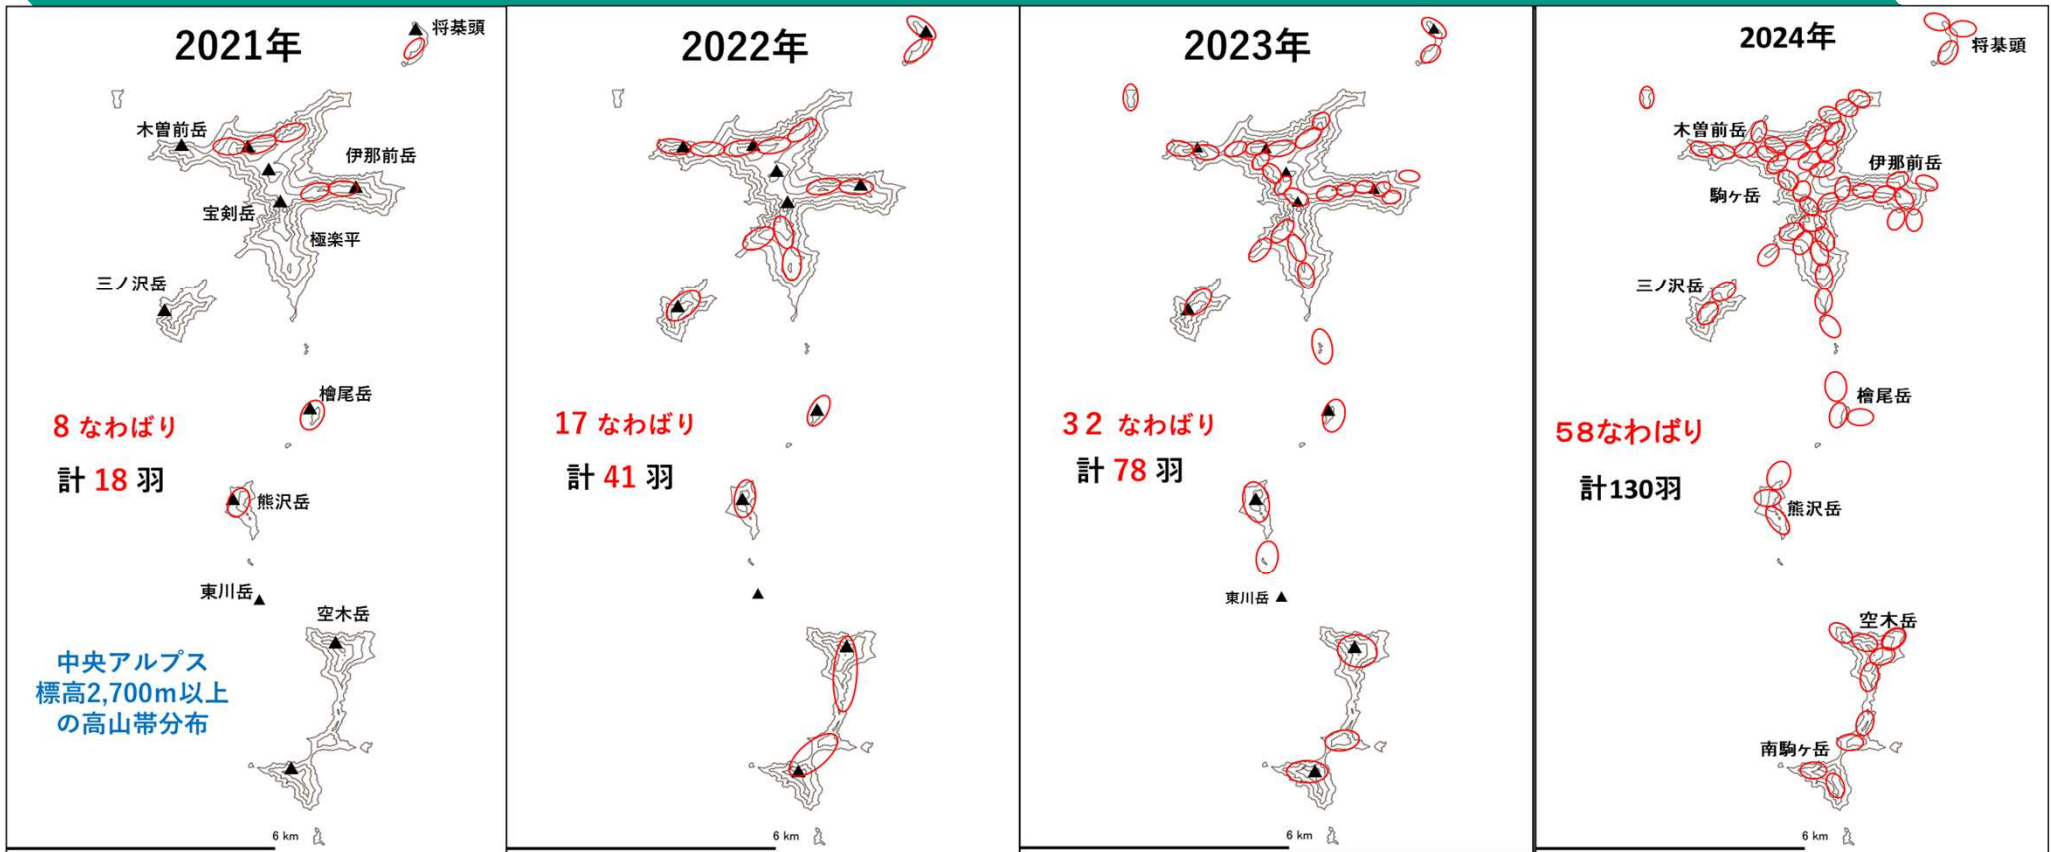 2021年
将棊頭
木曽前岳
伊那前岳
宝剣岳
極楽平
三ノ沢岳
檜尾岳
8 なわばり
計 18 羽
熊沢岳
東川岳
空木岳
中央アルプス
標高2,700m以上
の高山帯分布
6 km
2022年
17 なわばり
計 41 羽
6 km
2023年
32 なわばり
計 78 羽
東川岳
6 km
2024年
将棊頭
木曽前岳
伊那前岳
駒ヶ岳
三ノ沢岳
檜尾岳
58なわばり
計130羽
熊沢岳
空木岳
南駒ヶ岳
6 km